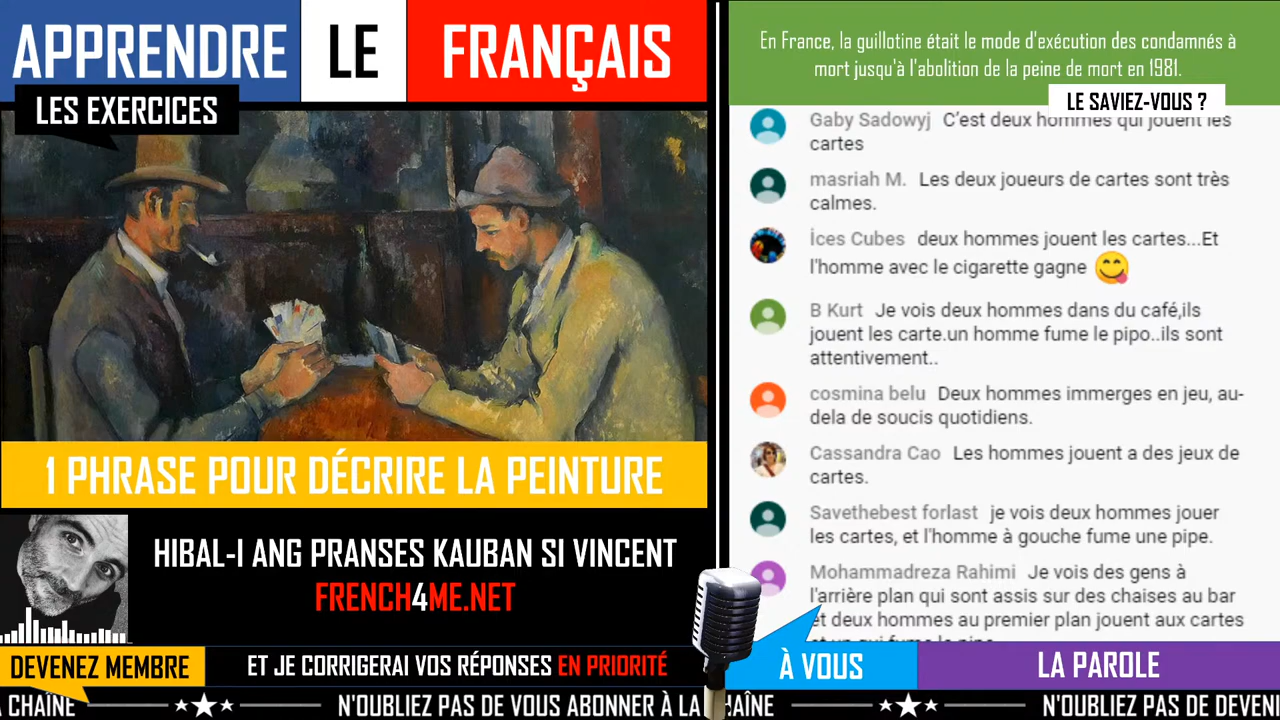 APPRENDRE LE FRANÇAIS
LES EXERCICES
1 PHRASE POUR DÉCRIRE LA PEINTURE
HIBAL-I ANG PRANSES KAUBAN SI VINCENT
FRENCH4ME.NET
DEVENEZ MEMBRE
ET JE CORRIGERAI VOS RÉPONSES EN PRIORITÉ
En France, la guillotine était le mode d'exécution des condamnés à
mort jusqu'à l'abolition de la peine de mort en 1981.
LE SAVIEZ-VOUS ?
Gaby Sadowyj C'est deux hommes qui jouent les
cartes
masriah M. Les deux joueurs de cartes sont très
calmes.
İces Cubes deux hommes jouent les cartes...Et
l'homme avec le cigarette gagne 😋
B Kurt Je vois deux hommes dans du café,ils
jouent les carte.un homme fume le pipo..ils sont
attentivement..
cosmina belu Deux hommes immerges en jeu, au-
dela de soucis quotidiens.
Cassandra Cao Les hommes jouent a des jeux de
cartes.
Savethebest forlast je vois deux hommes jouer
les cartes, et l'homme à gouche fume une pipe.
Mohammadreza Rahimi Je vois des gens à
l'arrière plan qui sont assis sur des chaises au bar
et deux hommes au premier plan jouent aux cartes
et un qui fume la pipe
À VOUS
LA PAROLE
CHAÎNE ★★★ N'OUBLIEZ PAS DE VOUS ABONNER À LA CHAÎNE ★★★ N'OUBLIEZ PAS DE DEVENI